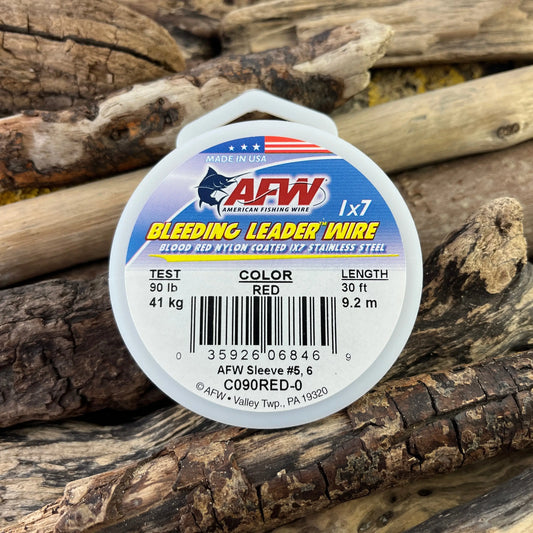 MADE IN USA
AFW
AMERICAN FISHING WIRE
1x7
BLEEDING LEADER™ WIRE
BLOOD RED NYLON COATED 1X7 STAINLESS STEEL
TEST COLOR LENGTH
90 lb RED 30 ft
41 kg 9.2 m
0 35926 06846 9
AFW Sleeve #5, 6
C090RED-0
© AFW • Valley Twp., PA 19320